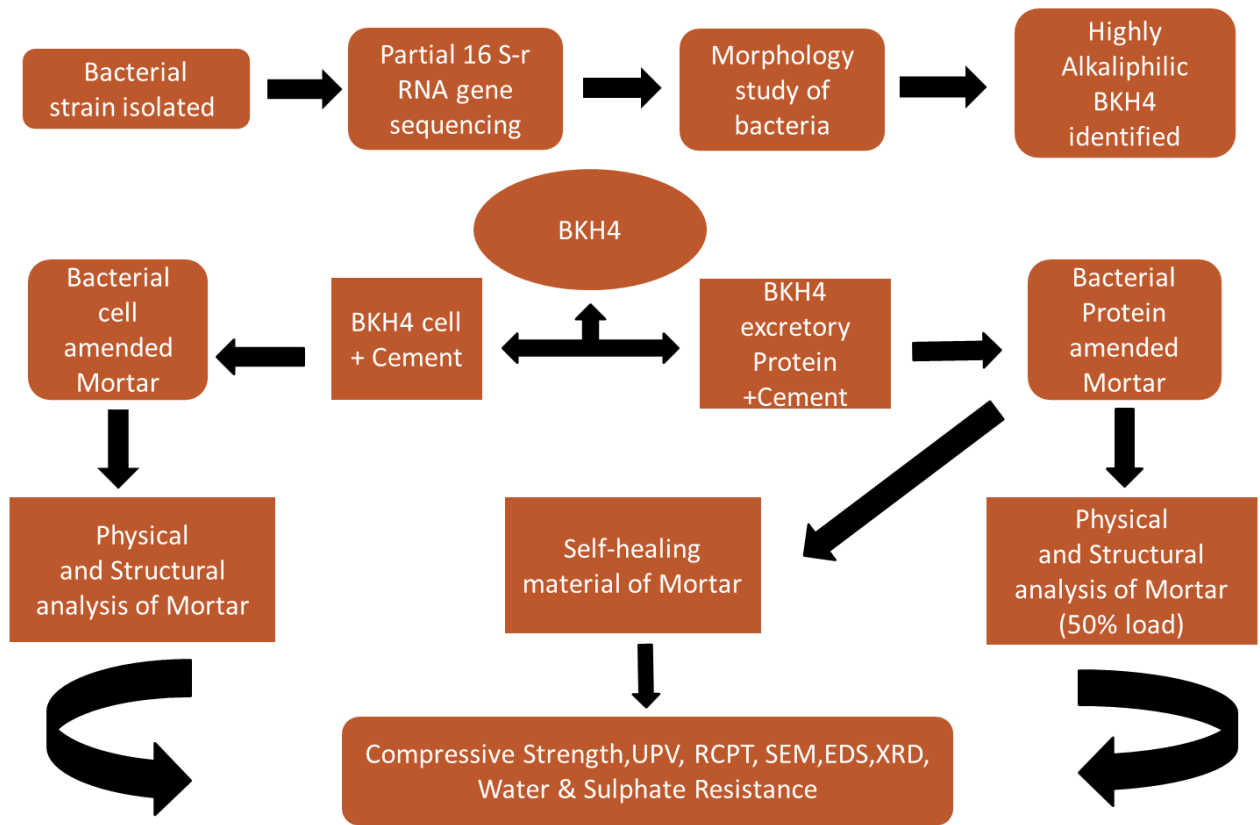 Bacterial
strain isolated
Partial 16 S-r
RNA gene
sequencing
Morphology
study of
bacteria
Highly
Alkaliphilic
BKH4
identified
BKH4
Bacterial
cell
amended
Mortar
BKH4 cell
+ Cement
BKH4
excretory
Protein
+Cement
Bacterial
Protein
amended
Mortar
Physical
and Structural
analysis of Mortar
Self-healing
material of Mortar
Physical
and Structural
analysis of Mortar
(50% load)
Compressive Strength,UPV, RCPT, SEM,EDS,XRD,
Water & Sulphate Resistance